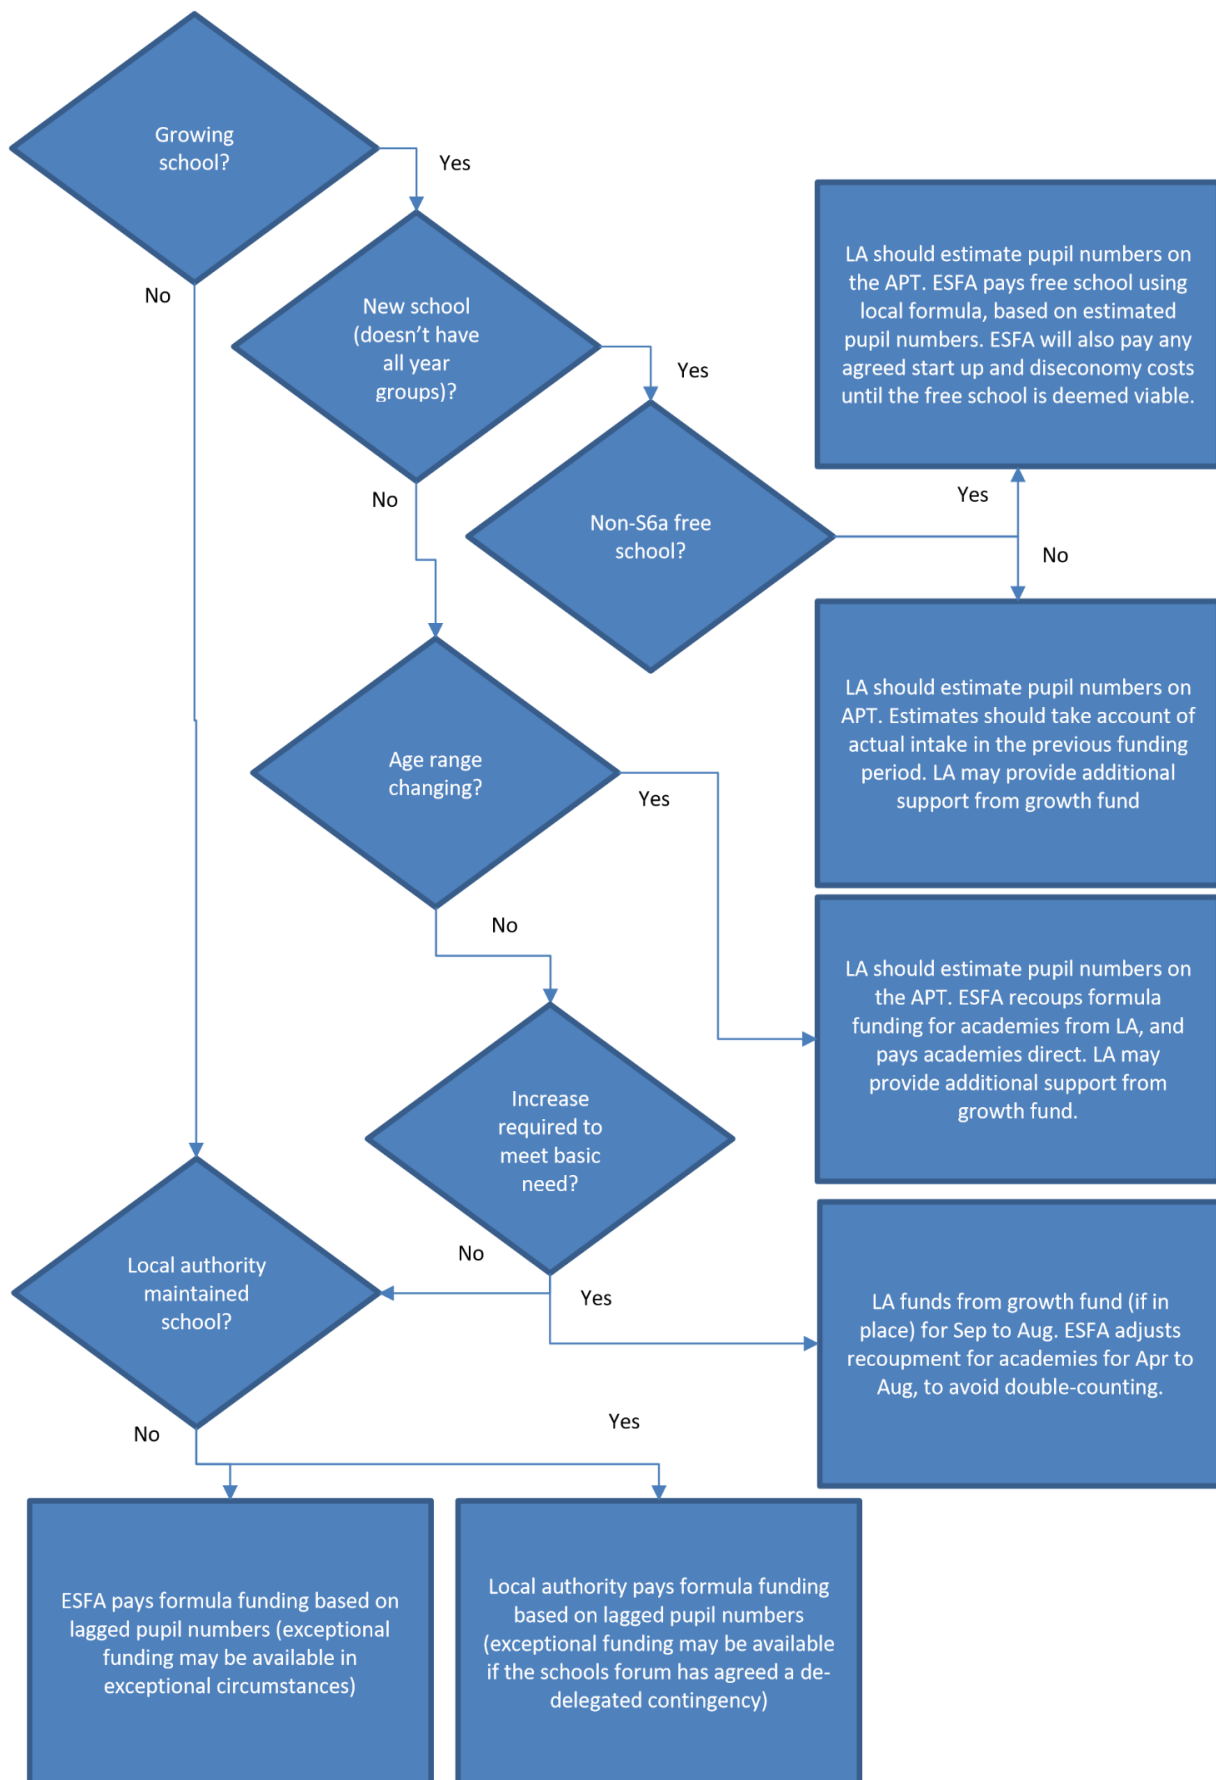 Growing
school?
Yes
No
New school
(doesn't have
all year
groups)?
Yes
No
LA should estimate pupil numbers on
the APT. ESFA pays free school using
local formula, based on estimated
pupil numbers. ESFA will also pay any
agreed start up and diseconomy costs
until the free school is deemed viable.
Non-S6a free
school?
Yes
No
LA should estimate pupil numbers on
APT. Estimates should take account of
actual intake in the previous funding
period. LA may provide additional
support from growth fund
Age range
changing?
Yes
No
LA should estimate pupil numbers on
the APT. ESFA recoups formula
funding for academies from LA, and
pays academies direct. LA may
provide additional support from
growth fund.
Increase
required to
meet basic
need?
No
Yes
LA funds from growth fund (if in
place) for Sep to Aug. ESFA adjusts
recoupment for academies for Apr to
Aug, to avoid double-counting.
Local authority
maintained
school?
No
Yes
ESFA pays formula funding based on
lagged pupil numbers (exceptional
funding may be available in
exceptional circumstances)
Local authority pays formula funding
based on lagged pupil numbers
(exceptional funding may be available
if the schools forum has agreed a de-
delegated contingency)